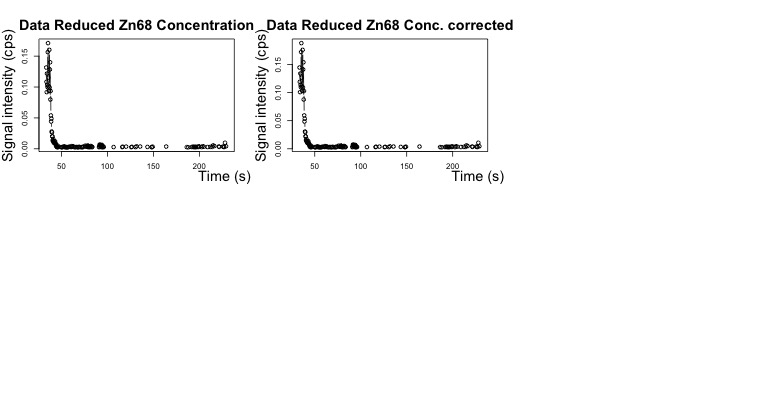 Data Reduced Zn68 Concentration
Signal intensity (cps)
0.00 0.05 0.10 0.15
50 100 150 200
Time (s)
Data Reduced Zn68 Conc. corrected
Signal intensity (cps)
0.00 0.05 0.10 0.15
50 100 150 200
Time (s)